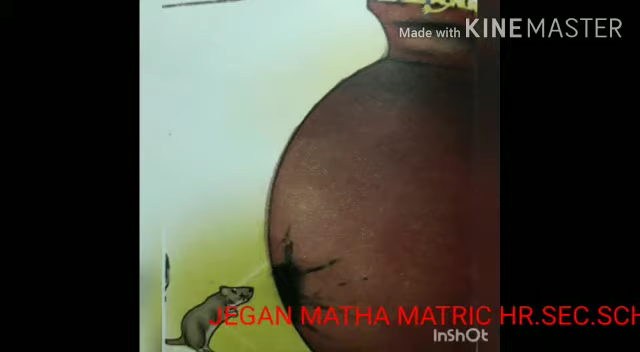 Made with KINEMASTER
JEGAN MATHA MATRIC HR.SEC.SCH
InShOt